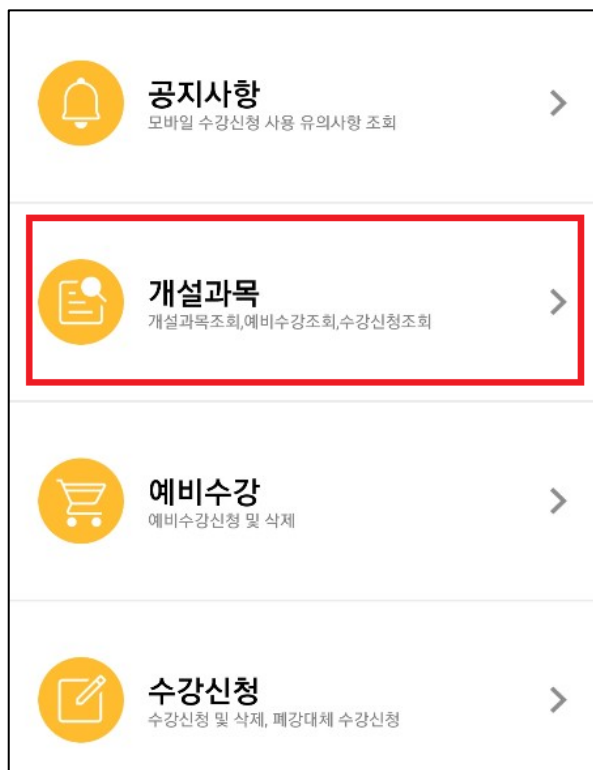 공지사항
모바일 수강신청 사용 유의사항 조회
개설과목
개설과목조회,예비수강조회,수강신청조회
예비수강
예비수강신청 및 삭제
수강신청
수강신청 및 삭제, 폐강대체 수강신청